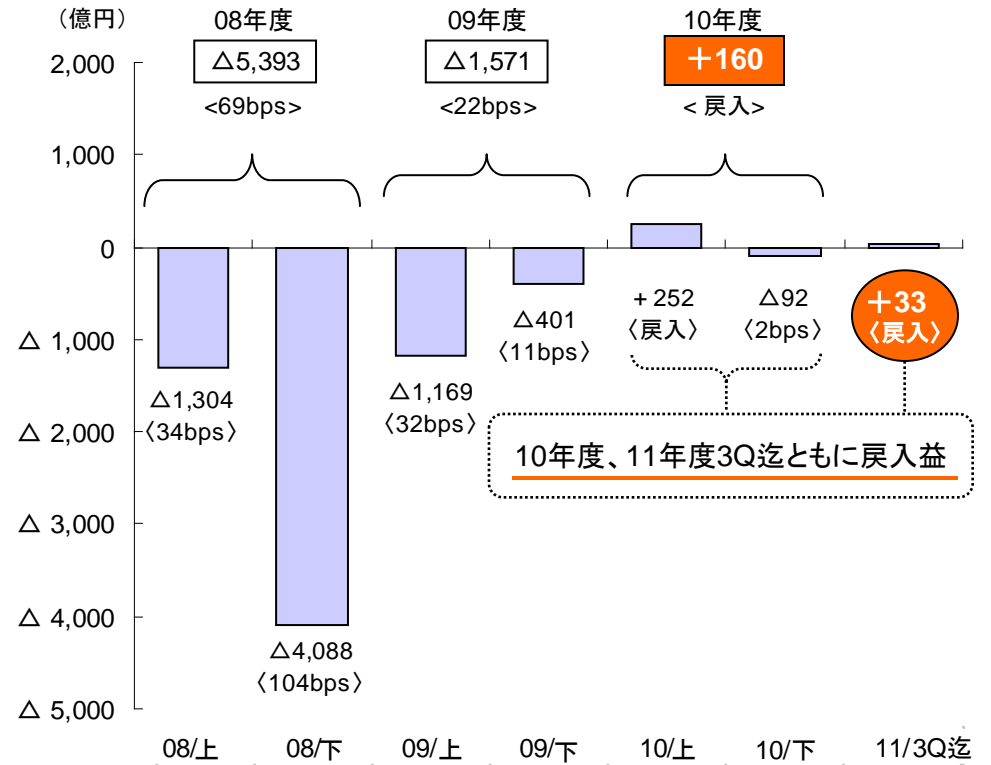 （億円）
08年度
09年度
10年度
△5,393
△1,571
＋160
<69bps>
<22bps>
< 戻入>
2,000
1,000
0
△ 1,000
△ 2,000
△ 3,000
△ 4,000
△ 5,000
△1,304
〈34bps〉
△4,088
〈104bps〉
△1,169
〈32bps〉
△401
〈11bps〉
+ 252
〈戻入〉
△92
〈2bps〉
＋33
〈戻入〉
10年度、11年度3Q迄ともに戻入益
08/上
08/下
09/上
09/下
10/上
10/下
11/3Q迄